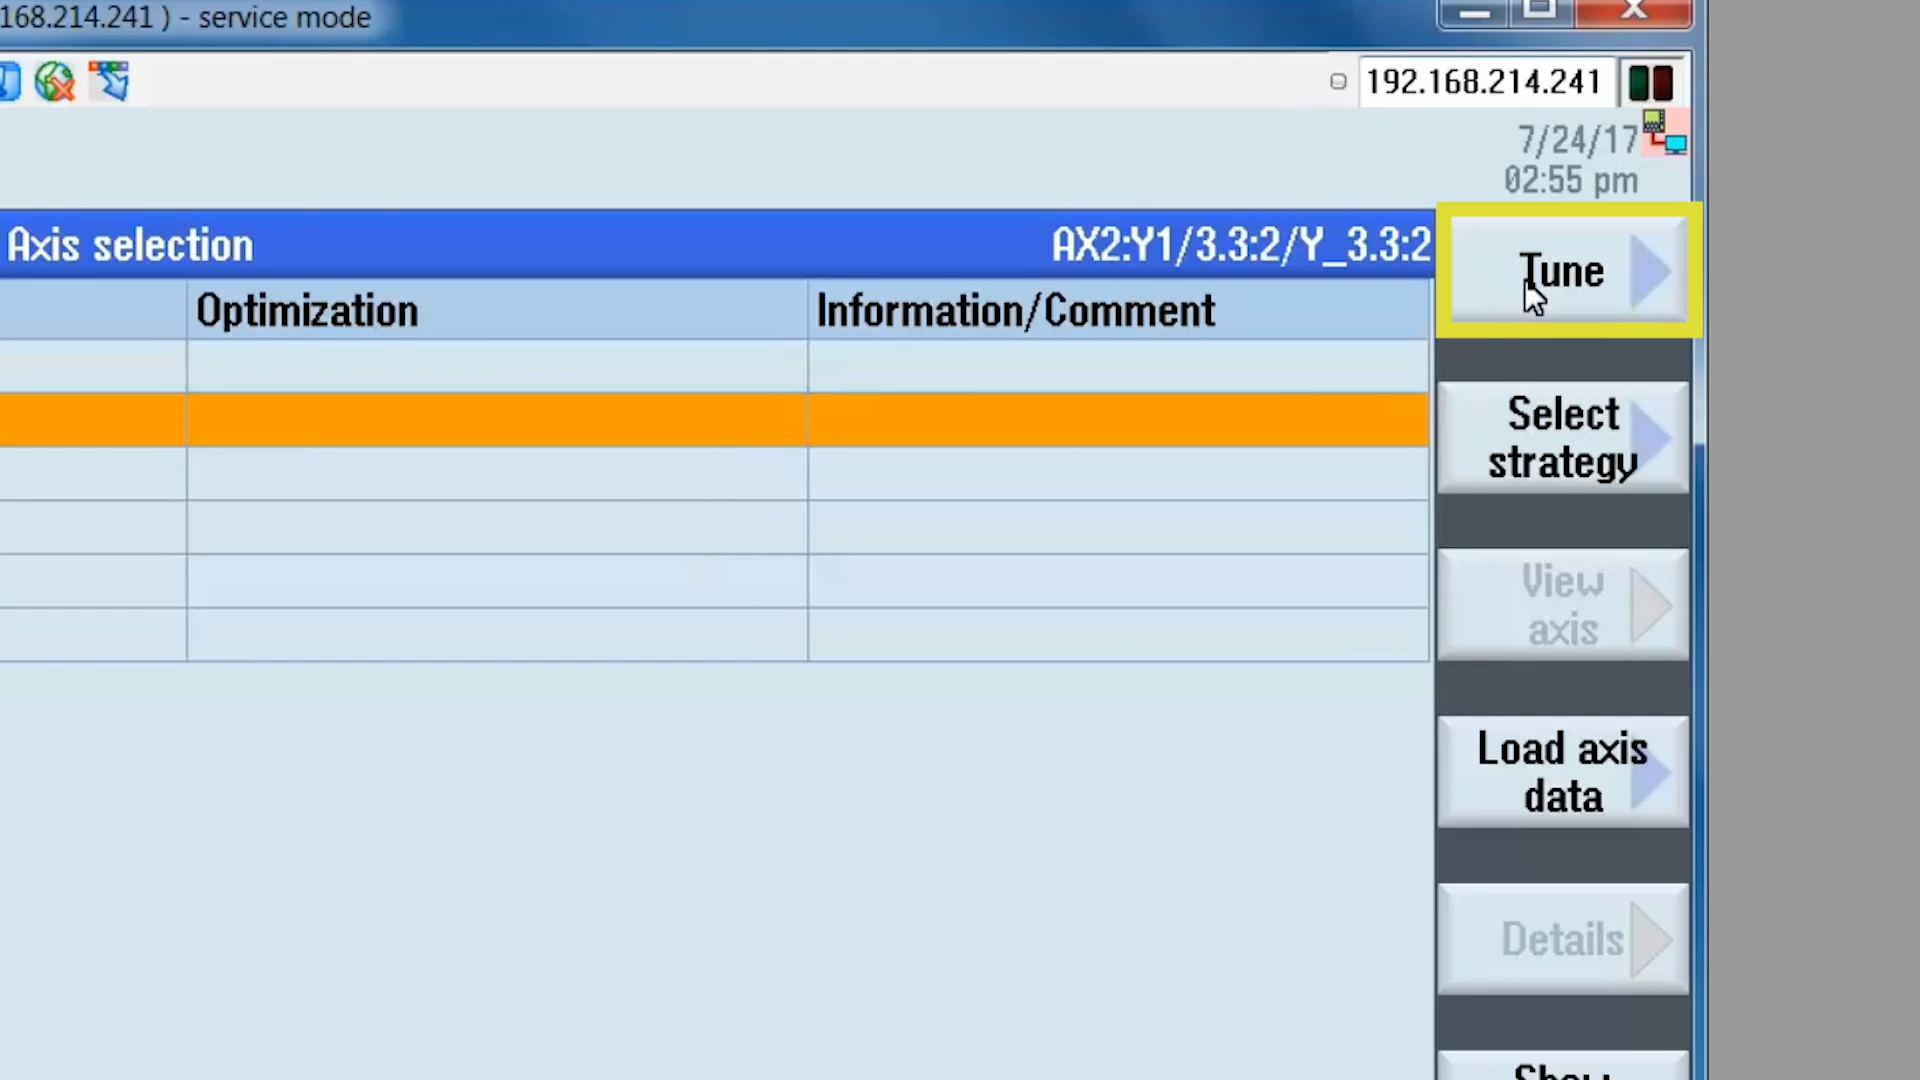 168.214.241 ) - service mode
192.168.214.241
7/24/17
02:55 pm
Axis selection AX2:Y1/3.3:2/Y_3.3:2
Optimization Information/Comment
Tune
Select
strategy
View
axis
Load axis
data
Details
Show